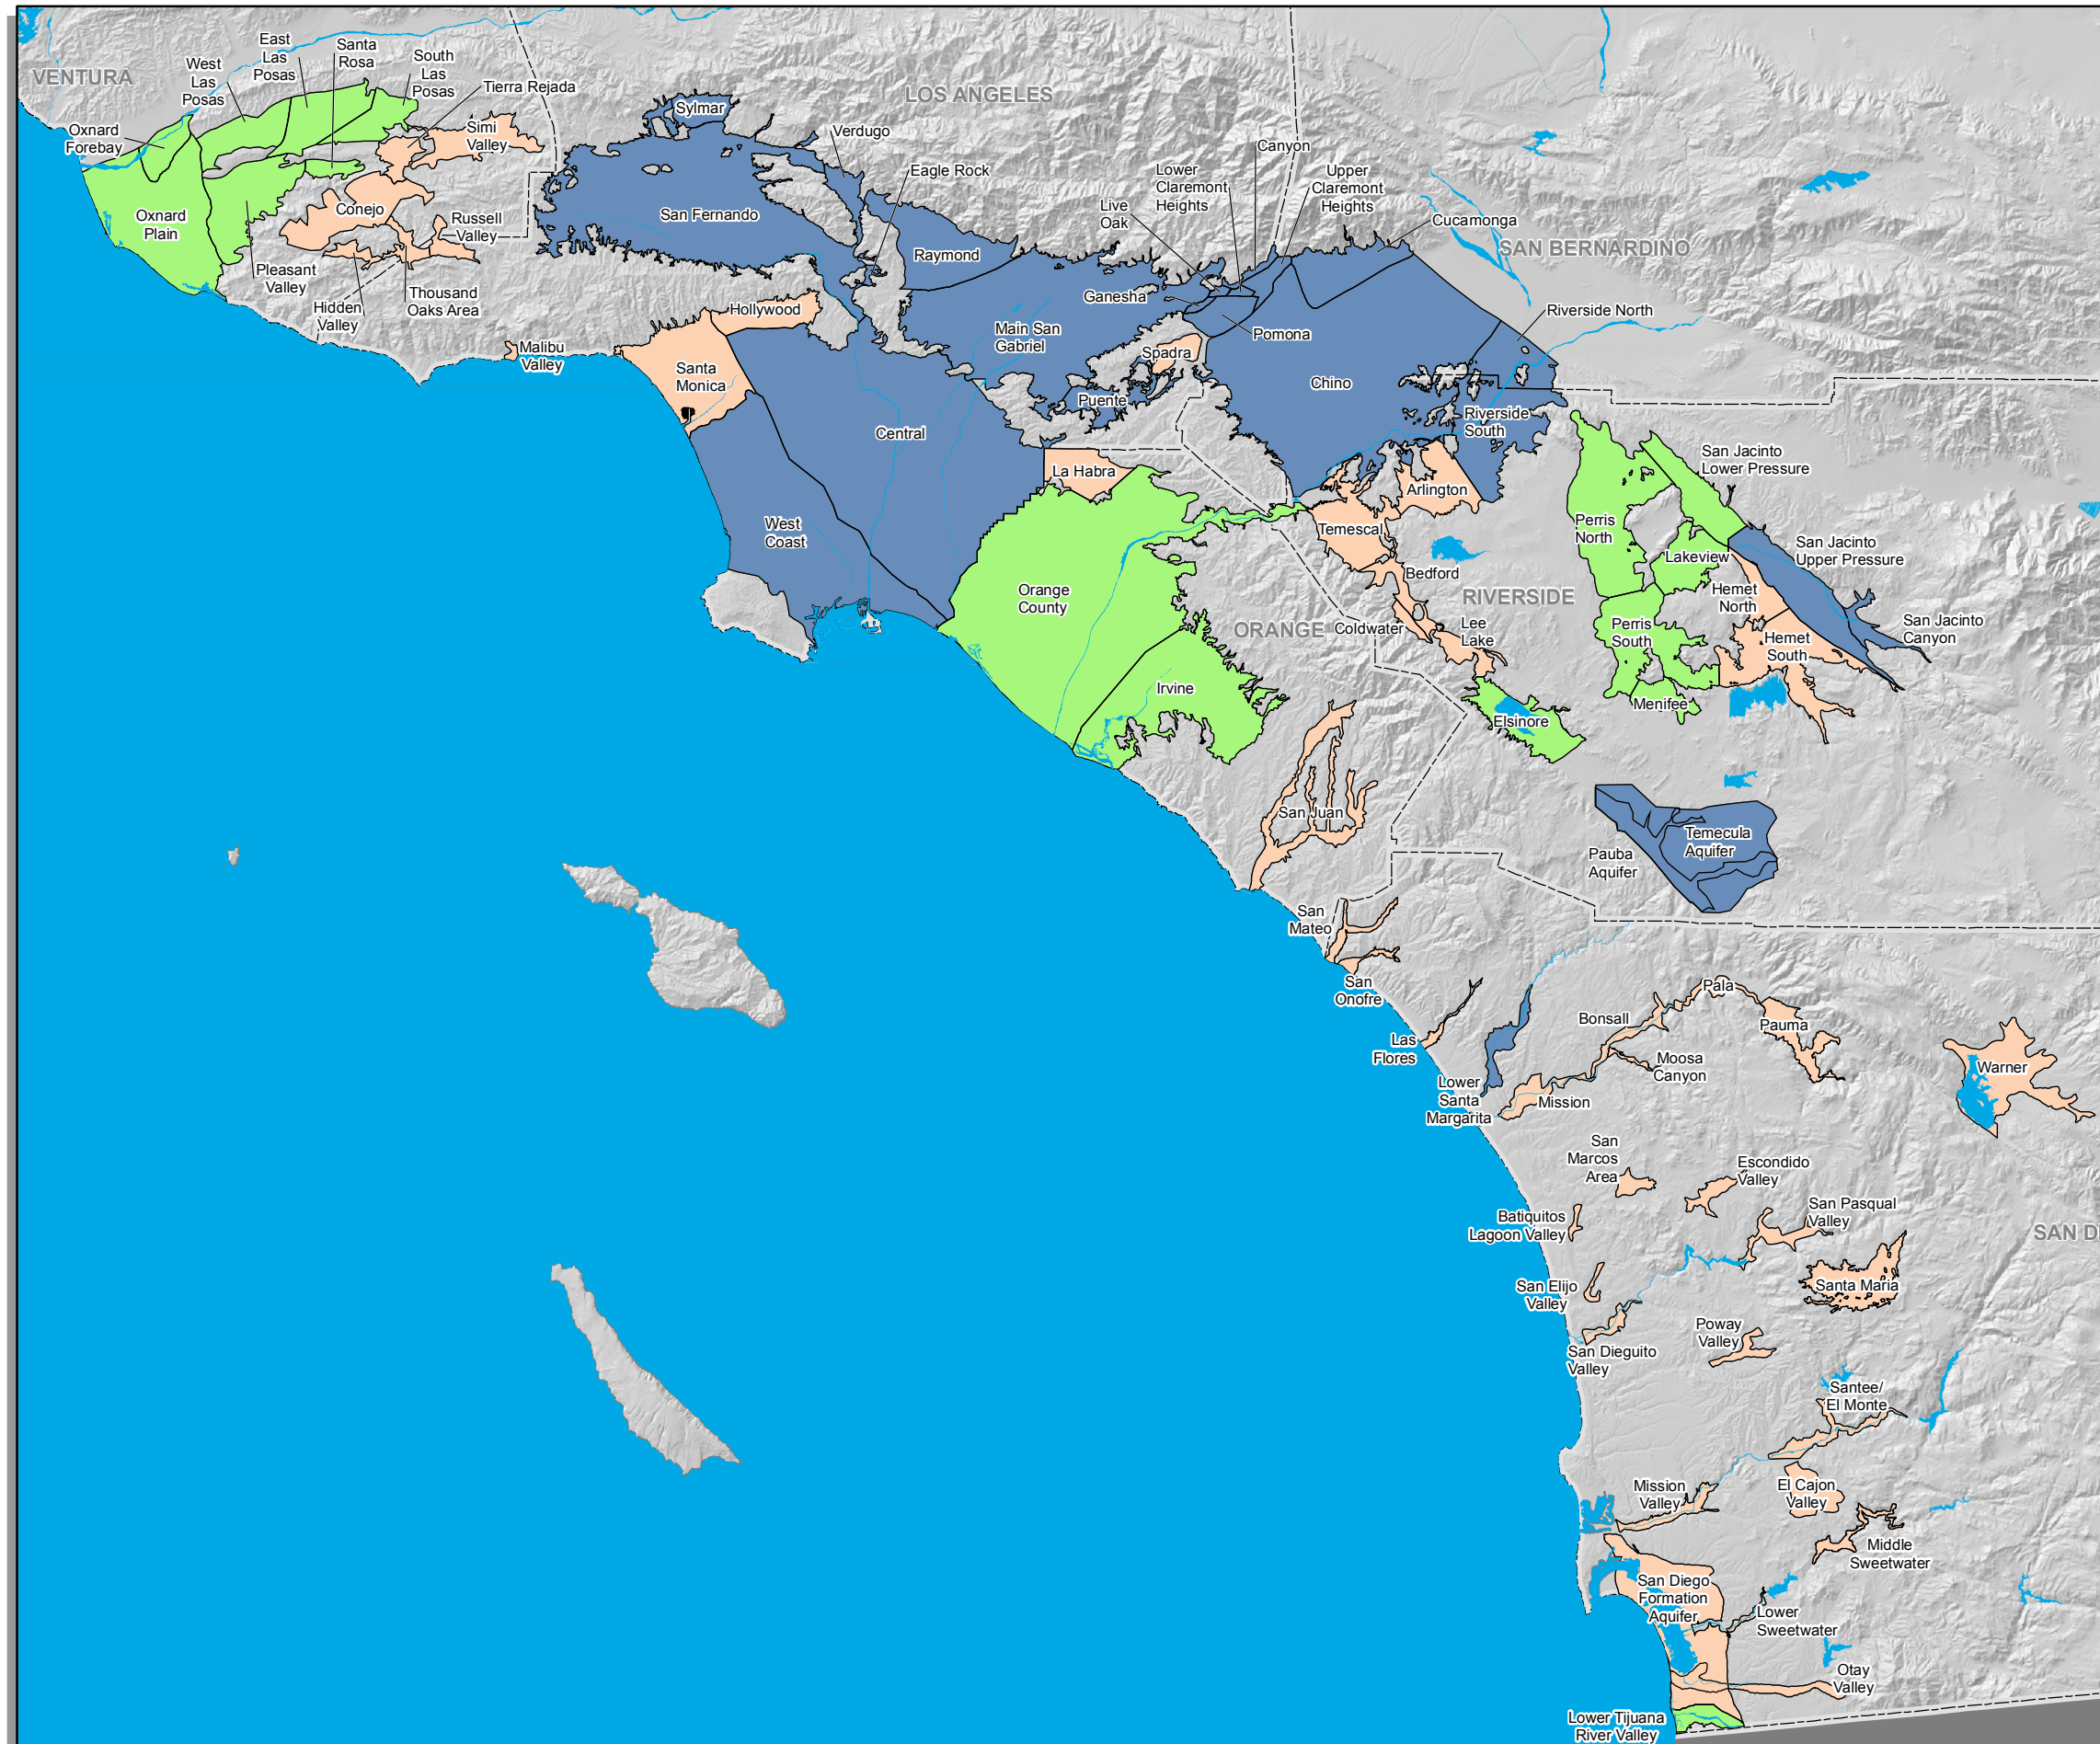 VENTURA
West
Las
Posas
East
Las
Posas
Santa
Rosa
South
Las
Posas
Tierra Rejada
Oxnard
Forebay
Simi
Valley
Oxnard
Plain
Conejo
Russell
Valley
Pleasant
Valley
Hidden
Valley
Thousand
Oaks Area
Malibu
Valley
LOS ANGELES
Sylmar
Verdugo
Eagle Rock
San Fernando
Raymond
Hollywood
Santa
Monica
Main San
Gabriel
Central
West
Coast
Puente
Spadra
Live
Oak
Lower
Claremont
Heights
Canyon
Upper
Claremont
Heights
Cucamonga
Ganesha
Pomona
Chino
SAN BERNARDINO
Riverside North
Riverside
South
La Habra
Arlington
Temescal
Orange
County
Irvine
ORANGE
Bedford
Coldwater
Lee
Lake
RIVERSIDE
Elsinore
San Jacinto
Lower Pressure
Perris
North
Lakeview
San Jacinto
Upper Pressure
Hemet
North
Perris
South
Hemet
South
San Jacinto
Canyon
Menifee
San Juan
Temecula
Aquifer
Pauba
Aquifer
San
Mateo
San
Onofre
Las
Flores
Lower
Santa
Margarita
Pala
Bonsall
Pauma
Moosa
Canyon
Mission
Warner
San
Marcos
Area
Escondido
Valley
Batiquitos
Lagoon Valley
San Pasqual
Valley
SAN D
San Elijo
Valley
Santa Maria
San Dieguito
Valley
Poway
Valley
Santee/
El Monte
Mission
Valley
El Cajon
Valley
Middle
Sweetwater
San Diego
Formation
Aquifer
Lower
Sweetwater
Otay
Valley
Lower Tijuana
River Valley